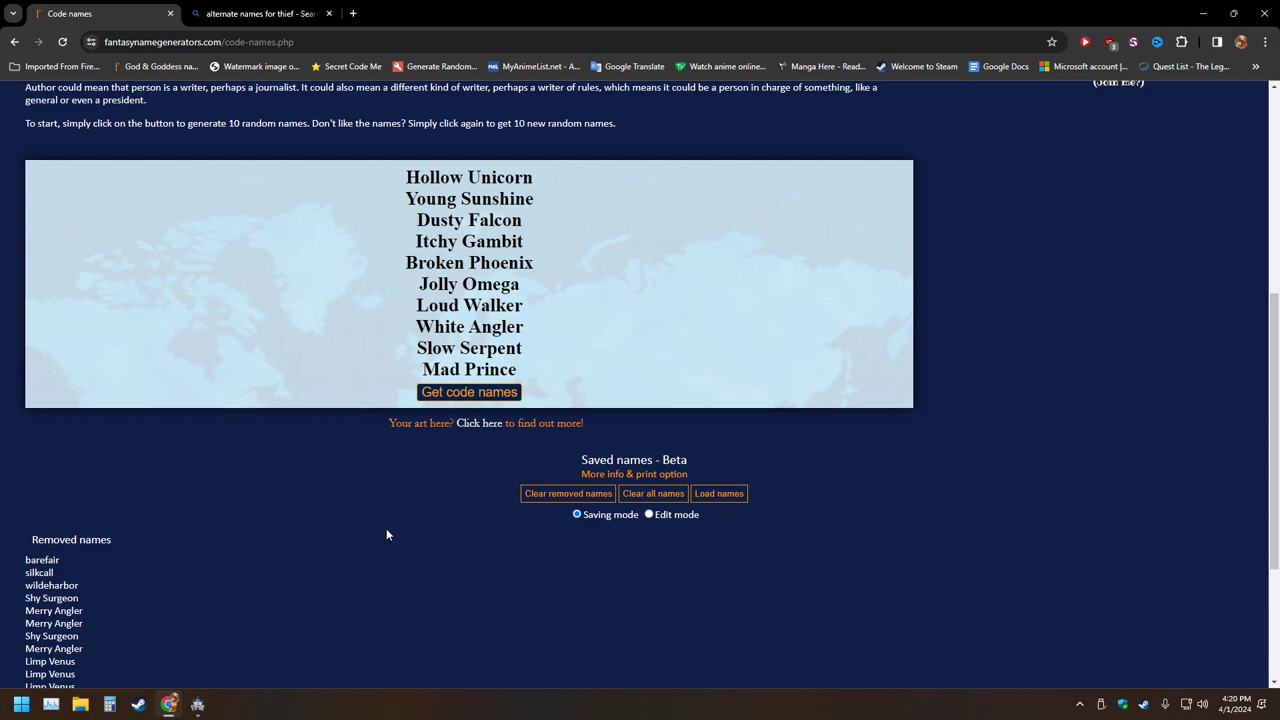 Code names
alternate names for thief - Sear
fantasynamegenerators.com/code-names.php
Imported From Fire...
God & Goddess na...
Watermark image o...
Secret Code Me
Generate Random...
MyAnimeList.net - A...
Google Translate
Watch anime online...
Manga Here - Read...
Welcome to Steam
Google Docs
Microsoft account |...
Quest List - The Leg...
(Join me?)
Author could mean that person is a writer, perhaps a journalist. It could also mean a different kind of writer, perhaps a writer of rules, which means it could be a person in charge of something, like a
general or even a president.
To start, simply click on the button to generate 10 random names. Don't like the names? Simply click again to get 10 new random names.
Hollow Unicorn
Young Sunshine
Dusty Falcon
Itchy Gambit
Broken Phoenix
Jolly Omega
Loud Walker
White Angler
Slow Serpent
Mad Prince
Get code names
Your art here? Click here to find out more!
Saved names - Beta
More info & print option
Clear removed names
Clear all names
Load names
Saving mode
Edit mode
Removed names
barefair
silkcall
wildeharbor
Shy Surgeon
Merry Angler
Merry Angler
Shy Surgeon
Merry Angler
Limp Venus
Limp Venus
Limp Venus
4:20 PM
4/1/2024